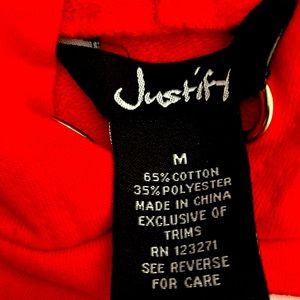 Justify
M
65% COTTON
35% POLYESTER
MADE IN CHINA
EXCLUSIVE OF
TRIMS
RN 123271
SEE REVERSE
FOR CARE